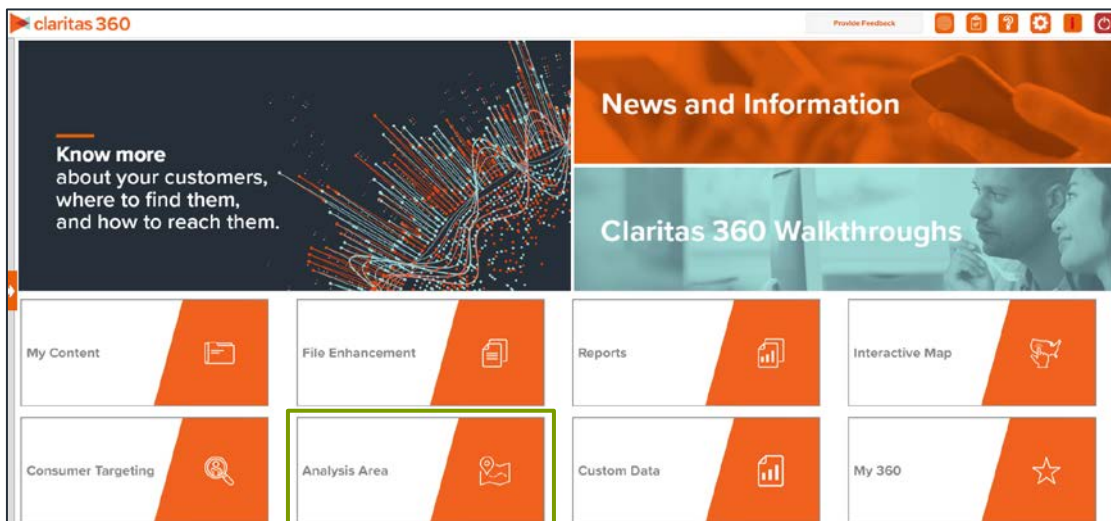 claritas 360
Provide Feedback
Know more
about your customers,
where to find them,
and how to reach them.
News and Information
Claritas 360 Walkthroughs
My Content
File Enhancement
Reports
Interactive Map
Consumer Targeting
Analysis Area
Custom Data
My 360